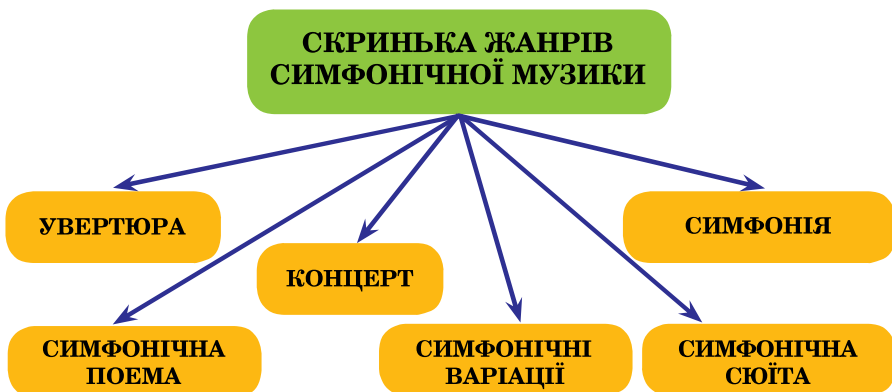 СКРИНЬКА ЖАНРІВ
СИМФОНІЧНОЇ МУЗИКИ
УВЕРТЮРА
СИМФОНІЯ
КОНЦЕРТ
СИМФОНІЧНА
ПОЕМА
СИМФОНІЧНІ
ВАРІАЦІЇ
СИМФОНІЧНА
СЮЇТА